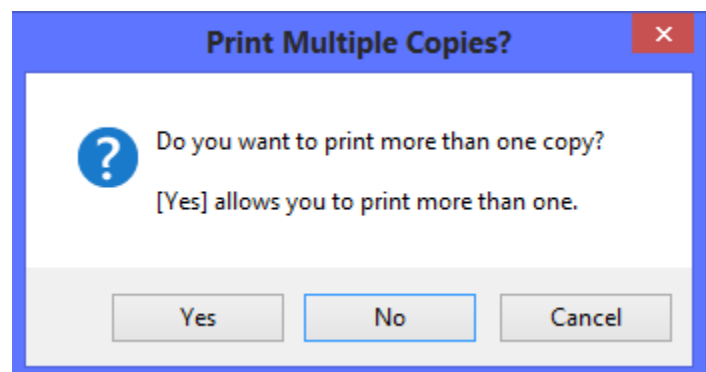 Print Multiple Copies?
Do you want to print more than one copy?
[Yes] allows you to print more than one.
Yes
No
Cancel